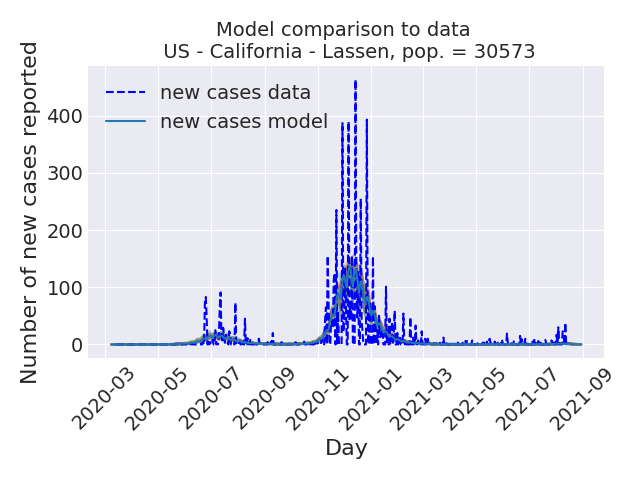 Model comparison to data
US - California - Lassen, pop. = 30573
Number of new cases reported
400
300
200
100
0
new cases data
new cases model
2020-03
2020-05
2020-07
2020-09
2020-11
2021-01
2021-03
2021-05
2021-07
2021-09
Day